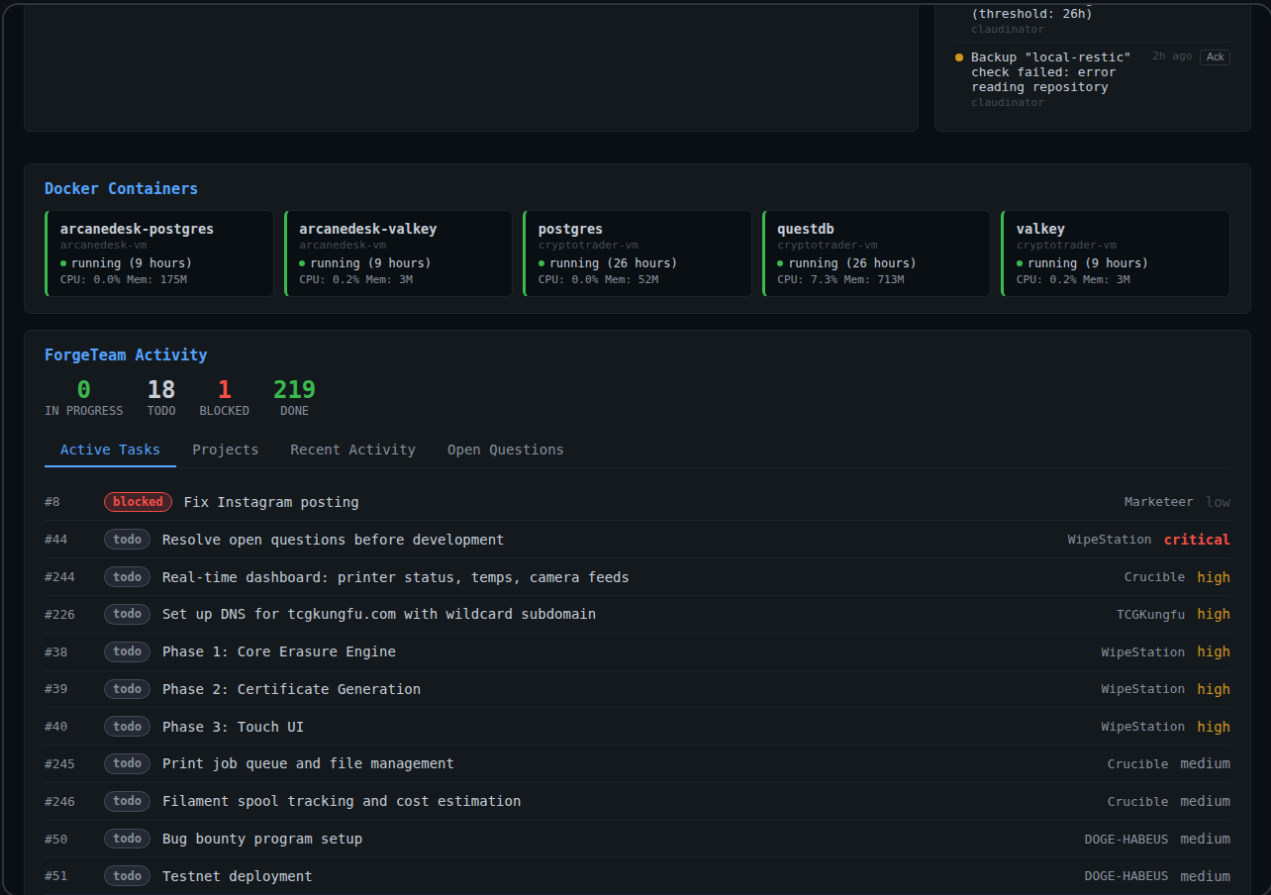 (threshold: 26h)
claudinator
Backup "local-restic" 2h ago Ack
check failed: error
reading repository
claudinator
Docker Containers
arcanedesk-postgres
arcanedesk-vm
running (9 hours)
CPU: 0.0% Mem: 175M
arcanedesk-valkey
arcanedesk-vm
running (9 hours)
CPU: 0.2% Mem: 3M
postgres
cryptotrader-vm
running (26 hours)
CPU: 0.0% Mem: 52M
questdb
cryptotrader-vm
running (26 hours)
CPU: 7.3% Mem: 713M
valkey
cryptotrader-vm
running (9 hours)
CPU: 0.2% Mem: 3M
ForgeTeam Activity
0 18 1 219
IN PROGRESS TODO BLOCKED DONE
Active Tasks Projects Recent Activity Open Questions
#8 blocked Fix Instagram posting Marketeer low
#44 todo Resolve open questions before development WipeStation critical
#244 todo Real-time dashboard: printer status, temps, camera feeds Crucible high
#226 todo Set up DNS for tcgkungfu.com with wildcard subdomain TCGKungfu high
#38 todo Phase 1: Core Erasure Engine WipeStation high
#39 todo Phase 2: Certificate Generation WipeStation high
#40 todo Phase 3: Touch UI WipeStation high
#245 todo Print job queue and file management Crucible medium
#246 todo Filament spool tracking and cost estimation Crucible medium
#50 todo Bug bounty program setup DOGE-HABEUS medium
#51 todo Testnet deployment DOGE-HABEUS medium